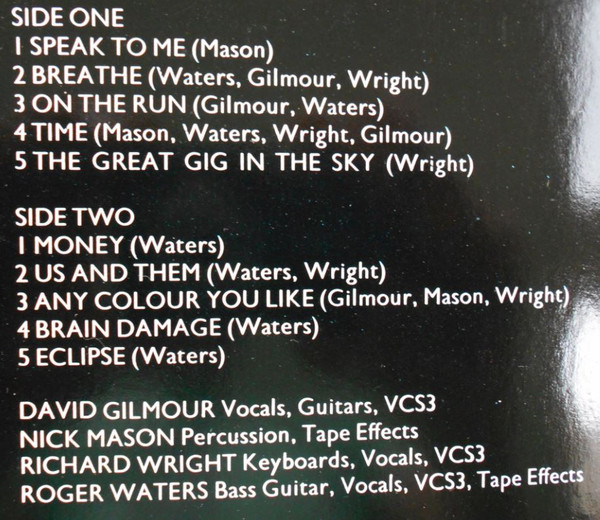 SIDE ONE
1 SPEAK TO ME (Mason)
2 BREATHE (Waters, Gilmour, Wright)
3 ON THE RUN (Gilmour, Waters)
4 TIME (Mason, Waters, Wright, Gilmour)
5 THE GREAT GIG IN THE SKY (Wright)
SIDE TWO
1 MONEY (Waters)
2 US AND THEM (Waters, Wright)
3 ANY COLOUR YOU LIKE (Gilmour, Mason, Wright)
4 BRAIN DAMAGE (Waters)
5 ECLIPSE (Waters)
DAVID GILMOUR Vocals, Guitars, VCS3
NICK MASON Percussion, Tape Effects
RICHARD WRIGHT Keyboards, Vocals, VCS3
ROGER WATERS Bass Guitar, Vocals, VCS3, Tape Effects